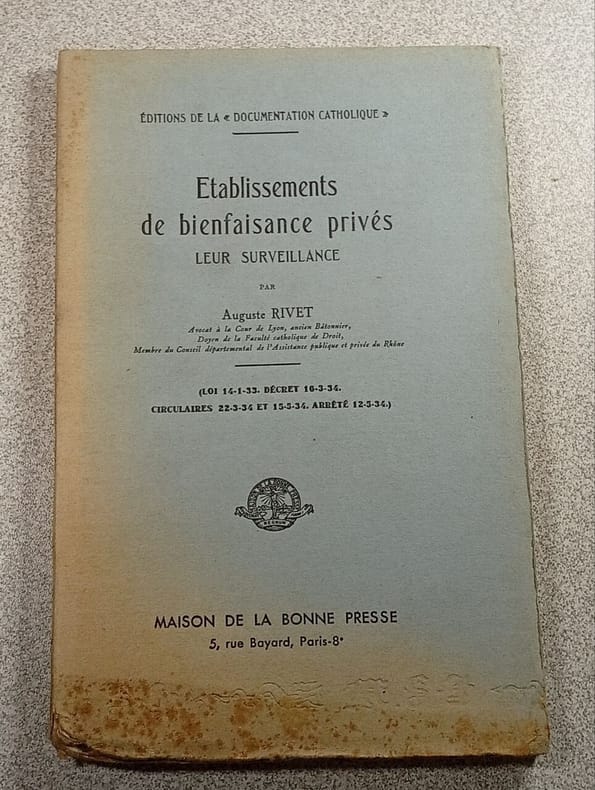 ÉDITIONS DE LA « DOCUMENTATION CATHOLIQUE »
Etablissements
de bienfaisance privés
LEUR SURVEILLANCE
PAR
Auguste RIVET
Avocat à la Cour de Lyon, ancien Bâtonnier,
Doyen de la Faculté catholique de Droit,
Membre du Conseil départemental de l'Assistance publique et privée du Rhône
(LOI 14-1-33. DÉCRET 16-3-34.
CIRCULAIRES 22-3-34 ET 15-5-34. ARRÊTÉ 12-5-34.)
MAISON DE LA BONNE PRESSE
5, rue Bayard, Paris-8ᵉ